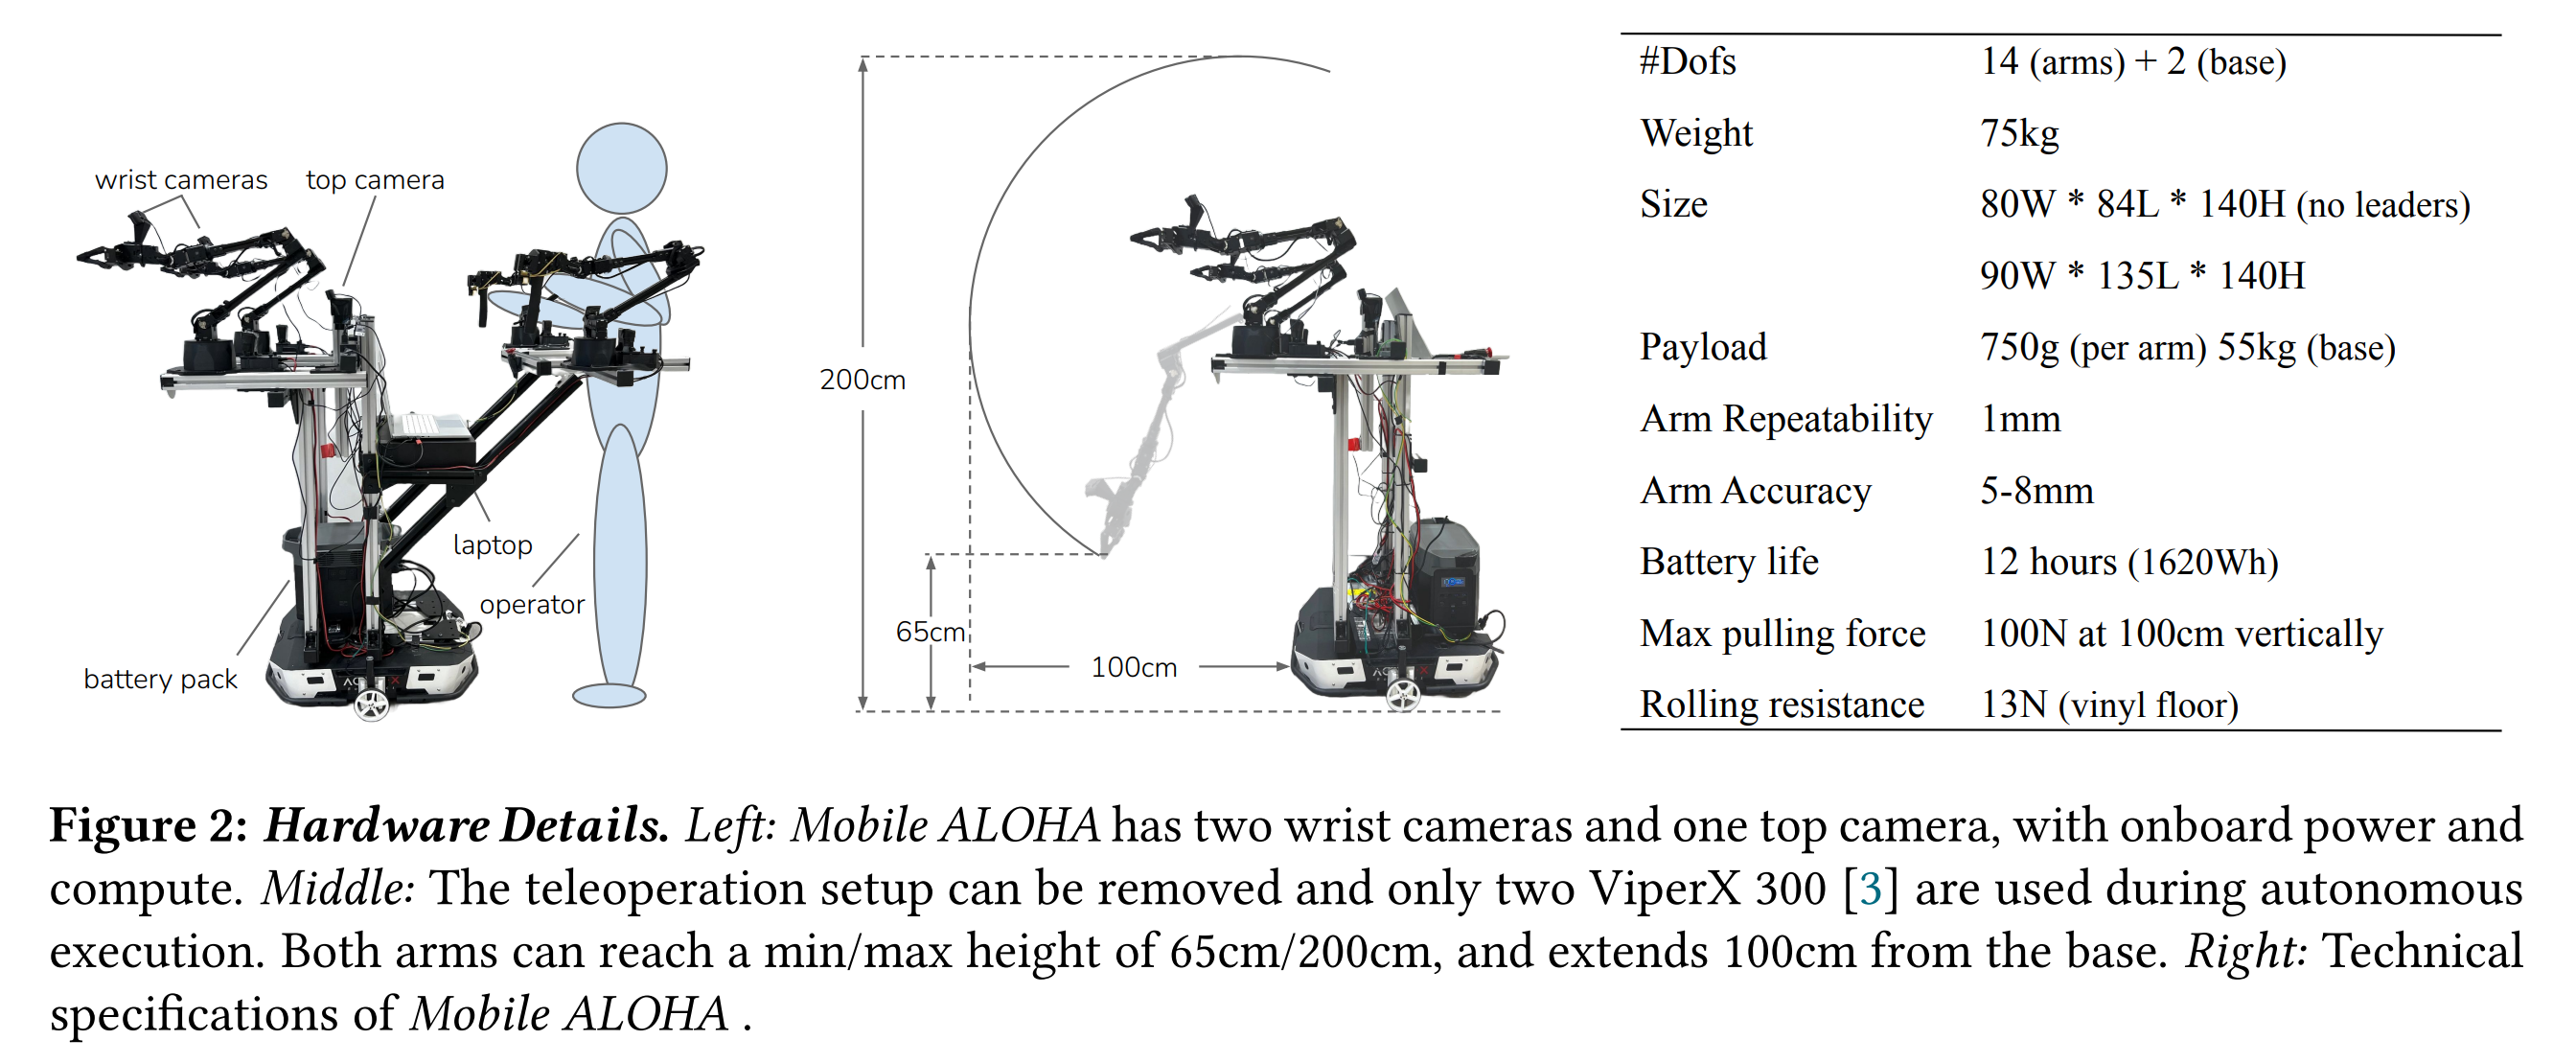 wrist cameras
top camera
laptop
operator
battery pack
200cm
65cm
100cm
#Dofs 14 (arms) + 2 (base)
Weight 75kg
Size 80W * 84L * 140H (no leaders)
90W * 135L * 140H
Payload 750g (per arm) 55kg (base)
Arm Repeatability 1mm
Arm Accuracy 5-8mm
Battery life 12 hours (1620Wh)
Max pulling force 100N at 100cm vertically
Rolling resistance 13N (vinyl floor)
Figure 2: Hardware Details. Left: Mobile ALOHA has two wrist cameras and one top camera, with onboard power and
compute. Middle: The teleoperation setup can be removed and only two ViperX 300 [3] are used during autonomous
execution. Both arms can reach a min/max height of 65cm/200cm, and extends 100cm from the base. Right: Technical
specifications of Mobile ALOHA .